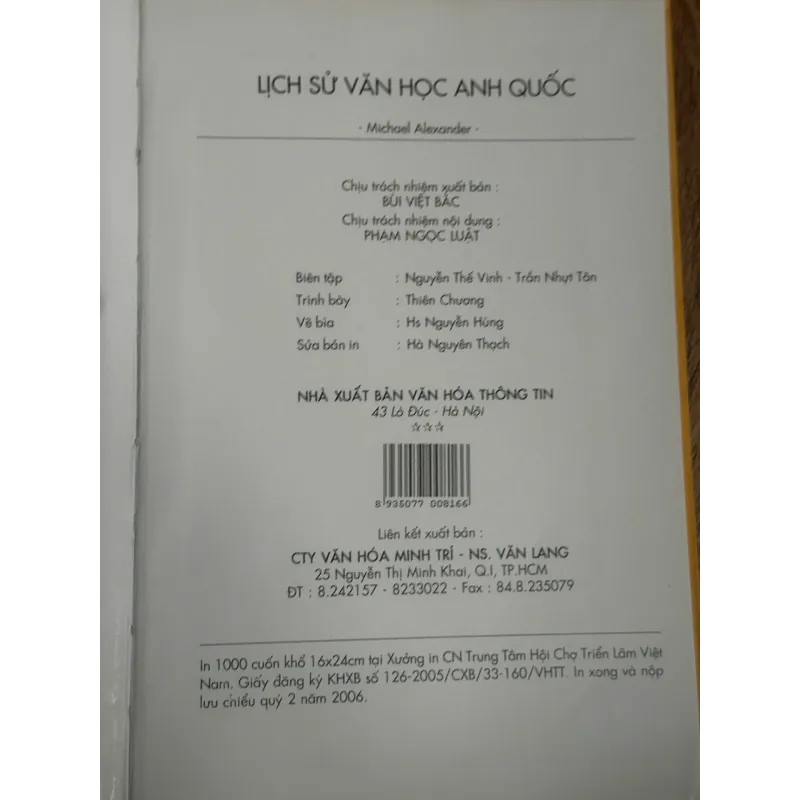 LỊCH SỬ VĂN HỌC ANH QUỐC
- Michael Alexander -
Chịu trách nhiệm xuất bản :
BÙI VIỆT BẮC
Chịu trách nhiệm nội dung :
PHẠM NGỌC LUẬT
Biên tập : Nguyễn Thế Vinh - Trần Nhựt Tân
Trình bày : Thiên Chương
Vẽ bìa : Hs Nguyễn Hùng
Sửa bản in : Hà Nguyên Thạch
NHÀ XUẤT BẢN VĂN HÓA THÔNG TIN
43 Lò Đúc - Hà Nội
☆☆☆
8 935077 008166
Liên kết xuất bản :
CTY VĂN HÓA MINH TRÍ - NS. VĂN LANG
25 Nguyễn Thị Minh Khai, Q.I, TP.HCM
ĐT : 8.242157 - 8233022 - Fax : 84.8.235079
In 1000 cuốn khổ 16x24cm tại Xưởng in CN Trung Tâm Hội Chợ Triển Lãm Việt
Nam. Giấy đăng ký KHXB số 126-2005/CXB/33-160/VHTT. In xong và nộp
lưu chiểu quý 2 năm 2006.